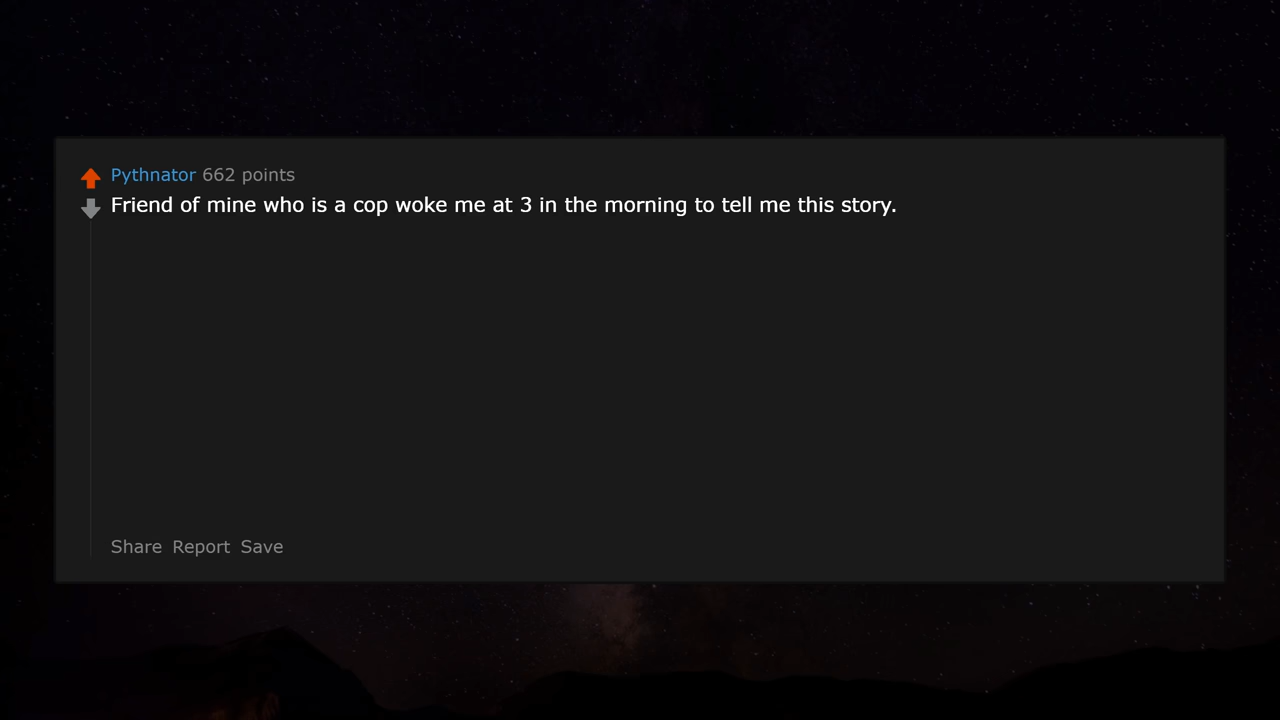 Pythnator 662 points
Friend of mine who is a cop woke me at 3 in the morning to tell me this story.
Share Report Save